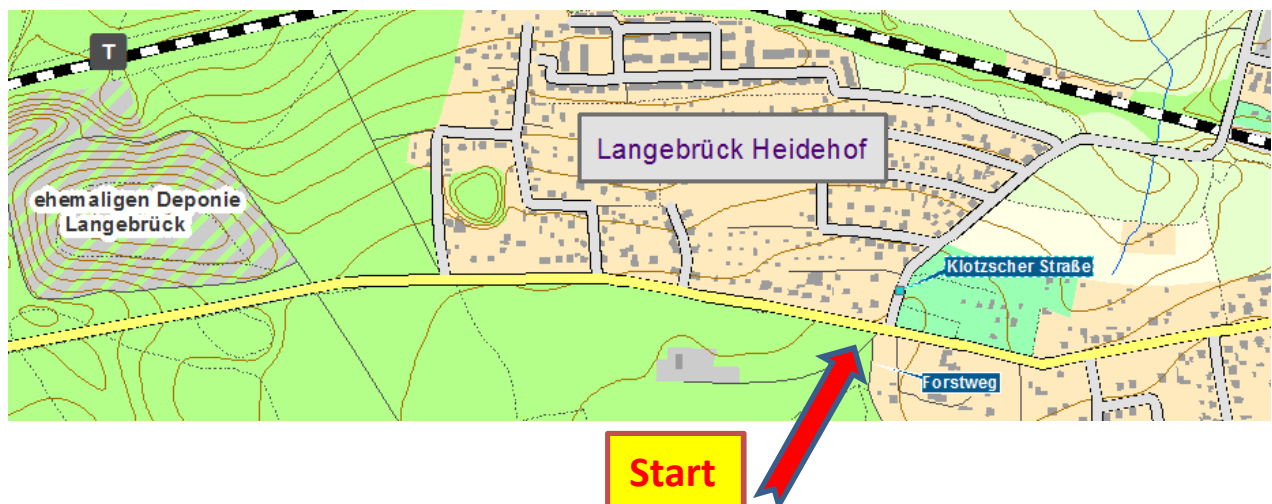 T
Langebrück Heidehof
ehemaligen Deponie
Langebrück
Klotzscher Straße
Forstweg
Start